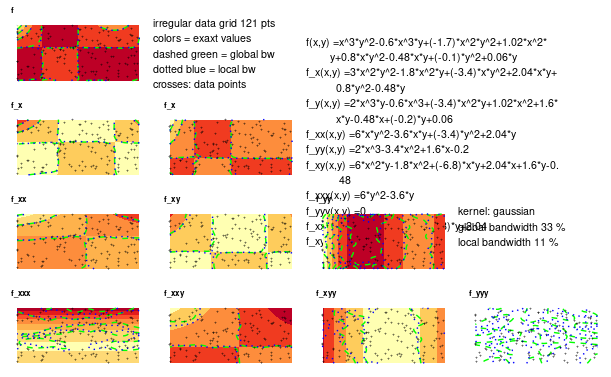 f
irregular data grid 121 pts
colors = exaxt values
dashed green = global bw
dotted blue = local bw
crosses: data points
f(x,y) =x^3*y^2-0.6*x^3*y+(-1.7)*x^2*y^2+1.02*x^2*
y+0.8*x*y^2-0.48*x*y+(-0.1)*y^2+0.06*y
f_x(x,y) =3*x^2*y^2-1.8*x^2*y+(-3.4)*x*y^2+2.04*x*y+
0.8*y^2-0.48*y
f_y(x,y) =2*x^3*y-0.6*x^3+(-3.4)*x^2*y+1.02*x^2+1.6*
x*y-0.48*x+(-0.2)*y+0.06
f_xx(x,y) =6*x*y^2-3.6*x*y+(-3.4)*y^2+2.04*y
f_yy(x,y) =2*x^3-3.4*x^2+1.6*x-0.2
f_xy(x,y) =6*x^2*y-1.8*x^2+(-6.8)*x*y+2.04*x+1.6*y-0.
48
f_xxx(x,y) =6*y^2-3.6*y
f_yyy(x,y) =0
f_x
f_x
f_xx
f_xy
f_yy
kernel: gaussian
global bandwidth 33 %
local bandwidth 11 %
f_xxx
f_xxy
f_xyy
f_yyy